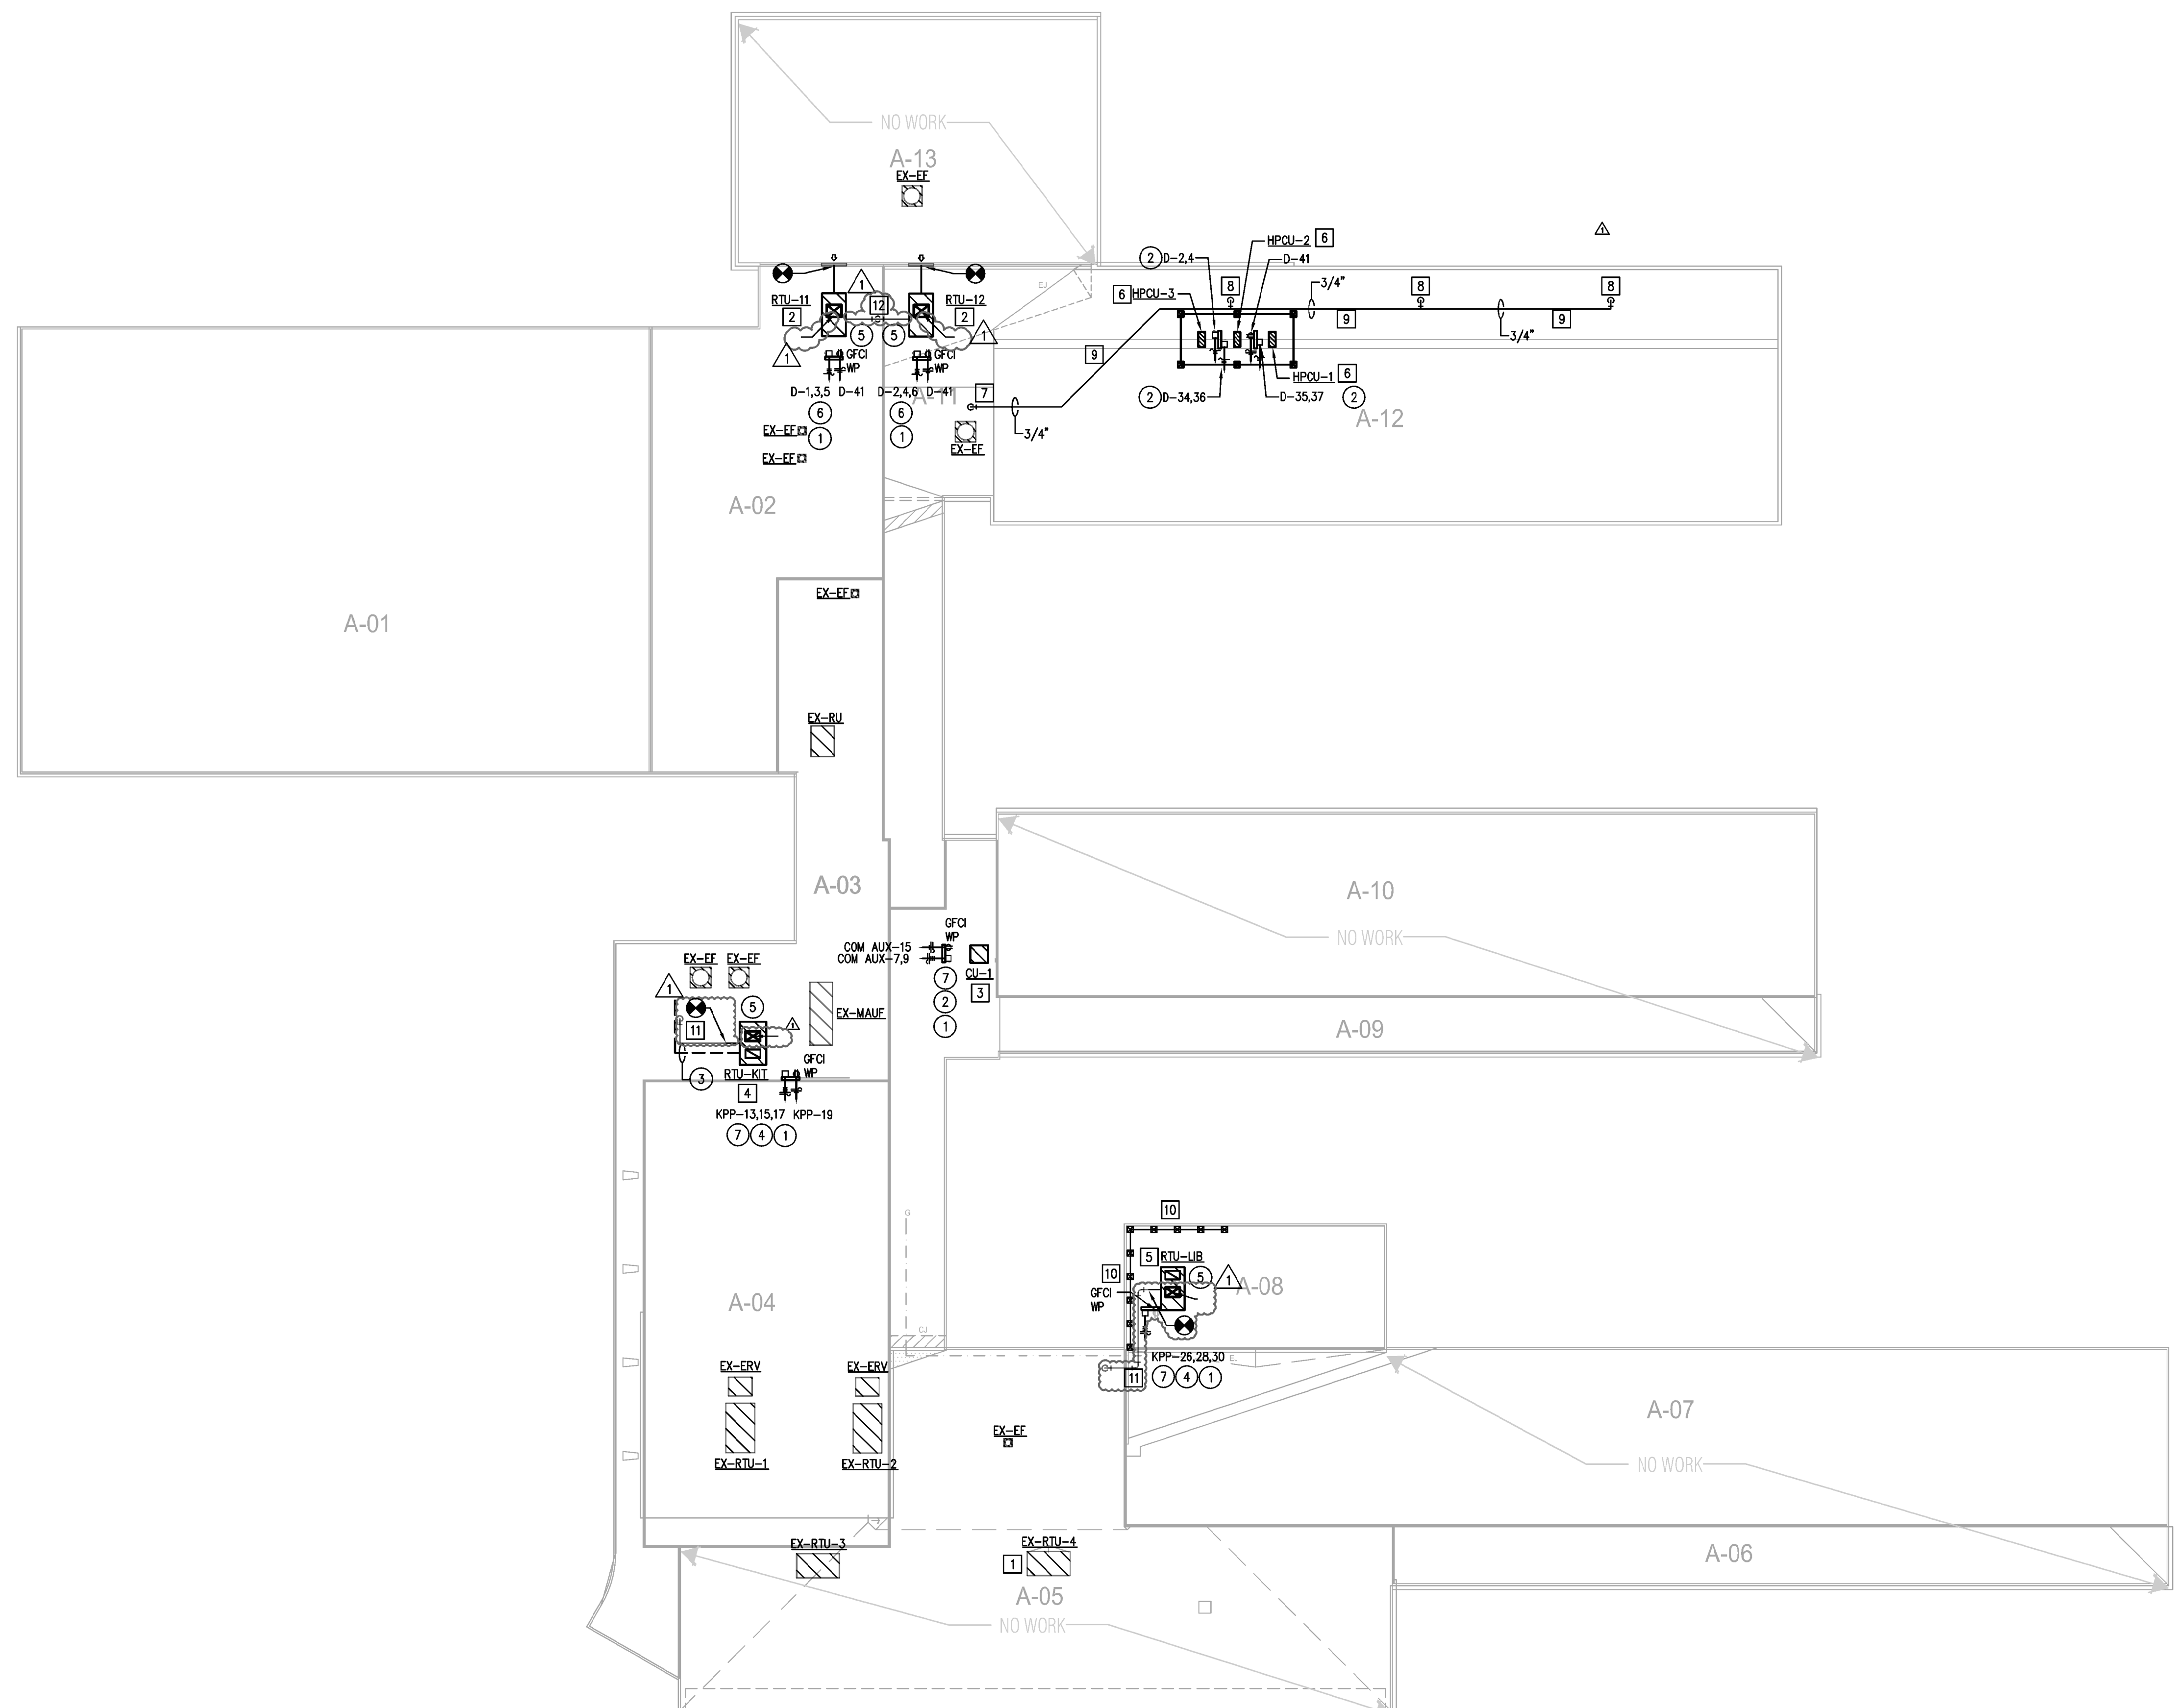 NO WORK
A-13
EX-EF
1
HPCU-2 6
2 D-2,4
D-41
6 HPCU-3
8
8
8
3/4"
9
9
3/4"
9
HPCU-1 6
2 D-34,36
D-35,37 2
A-12
EJ
RTU-11
2
1
12
RTU-12
2
1
1
5
5
GFCI
WP
GFCI
WP
D-1,3,5 D-41
D-2,4,6 D-41
A-11
6
1
6
1
7
3/4"
EX-EF
EX-EF
EX-EF
A-02
A-01
EX-EF
EX-RU
A-03
A-10
NO WORK
A-09
GFCI
WP
COM AUX-15
COM AUX-7,9
CU-1
3
7
2
1
EX-EF
EX-EF
1
5
11
1
EX-MAUF
GFCI
WP
3
RTU-KIT
4
KPP-13,15,17 KPP-19
7 4 1
10
5 RTU-LIB
10
5
1
A-08
GFCI
WP
KPP-26,28,30
11
7 4 1
EJ
A-04
EX-ERV
EX-ERV
EX-RTU-1
EX-RTU-2
EX-EF
A-07
NO WORK
A-06
EX-RTU-3
EX-RTU-4
1
A-05
NO WORK